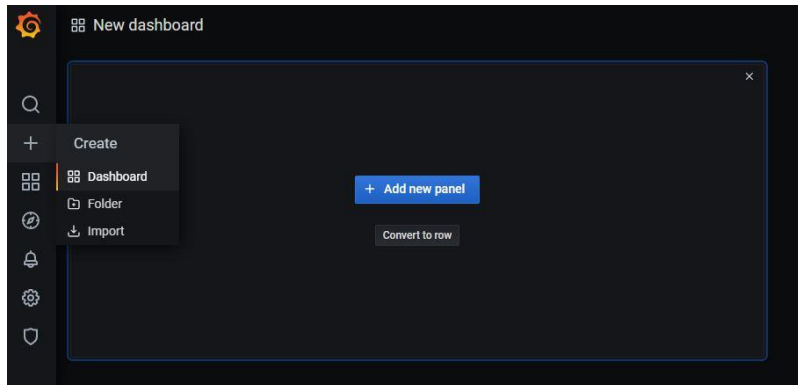 New dashboard
Create
Dashboard
Folder
Import
+ Add new panel
Convert to row